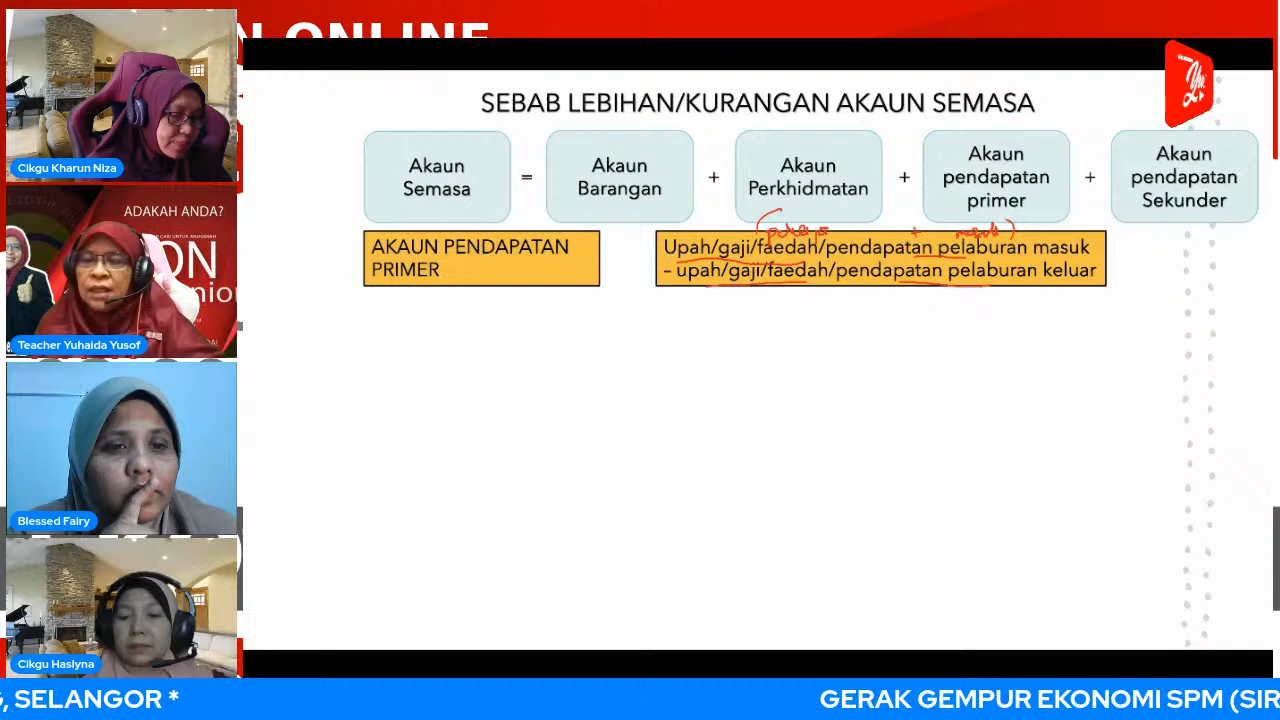 N ONLINE
SEBAB LEBIHAN/KURANGAN AKAUN SEMASA
Akaun
Semasa
=
Akaun
Barangan
+
Akaun
Perkhidmatan
+
Akaun
pendapatan
primer
+
Akaun
pendapatan
Sekunder
AKAUN PENDAPATAN
PRIMER
+ masuk)
Upah/gaji/faedah/pendapatan pelaburan masuk
– upah/gaji/faedah/pendapatan pelaburan keluar
Cikgu Kharun Niza
ADAKAH ANDA?
ON
Teacher Yuhaida Yusof
Blessed Fairy
Cikgu Haslyna
G, SELANGOR *
GERAK GEMPUR EKONOMI SPM (SIR